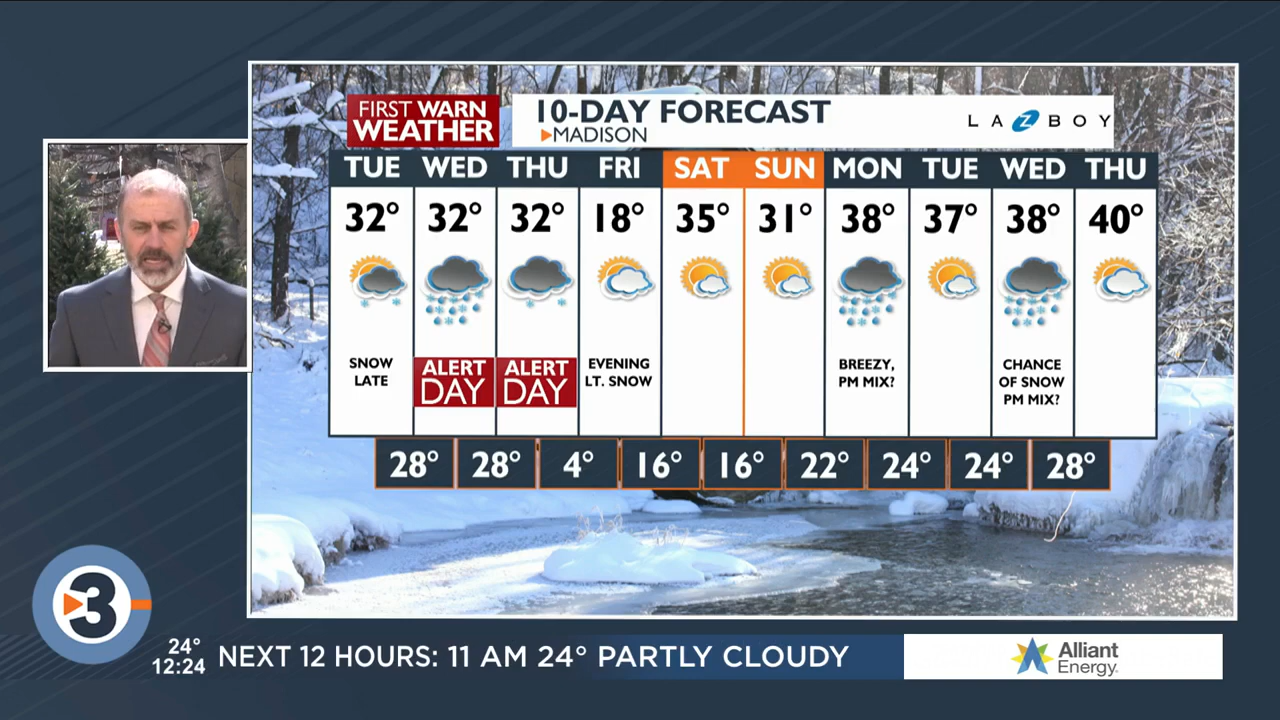 FIRST WARN
WEATHER
10-DAY FORECAST
MADISON
LAZBOY
TUE WED THU FRI SAT SUN MON TUE WED THU
32° 32° 32° 18° 35° 31° 38° 37° 38° 40°
SNOW
LATE
ALERT
DAY
ALERT
DAY
EVENING
LT. SNOW
BREEZY,
PM MIX?
CHANCE
OF SNOW
PM MIX?
28° 28° 4° 16° 16° 22° 24° 24° 28°
3
24°
12:24
NEXT 12 HOURS: 11 AM 24° PARTLY CLOUDY
Alliant
Energy.